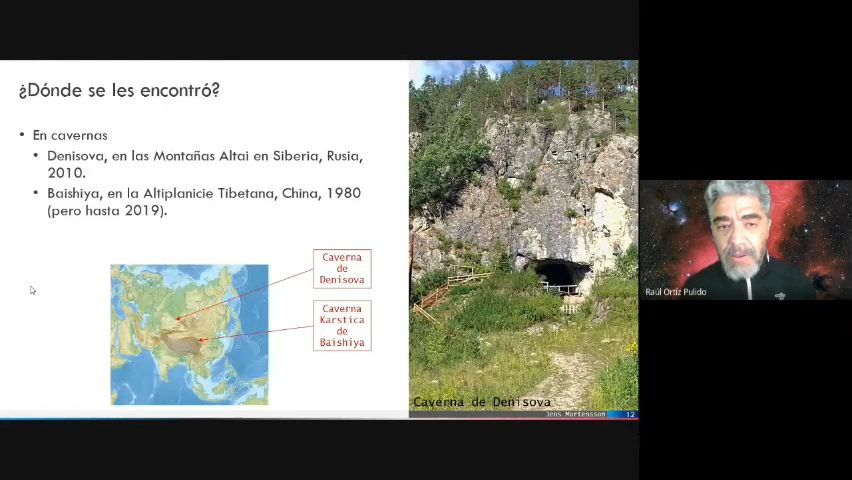 ¿Dónde se les encontró?
• En cavernas
• Denisova, en las Montañas Altai en Siberia, Rusia,
2010.
• Baishiya, en la Altiplanicie Tibetana, China, 1980
(pero hasta 2019).
Caverna
de
Denisova
Caverna
Karstica
de
Baishiya
Caverna de Denisova
Jens Martensson
12
Raúl Ortíz Pulido